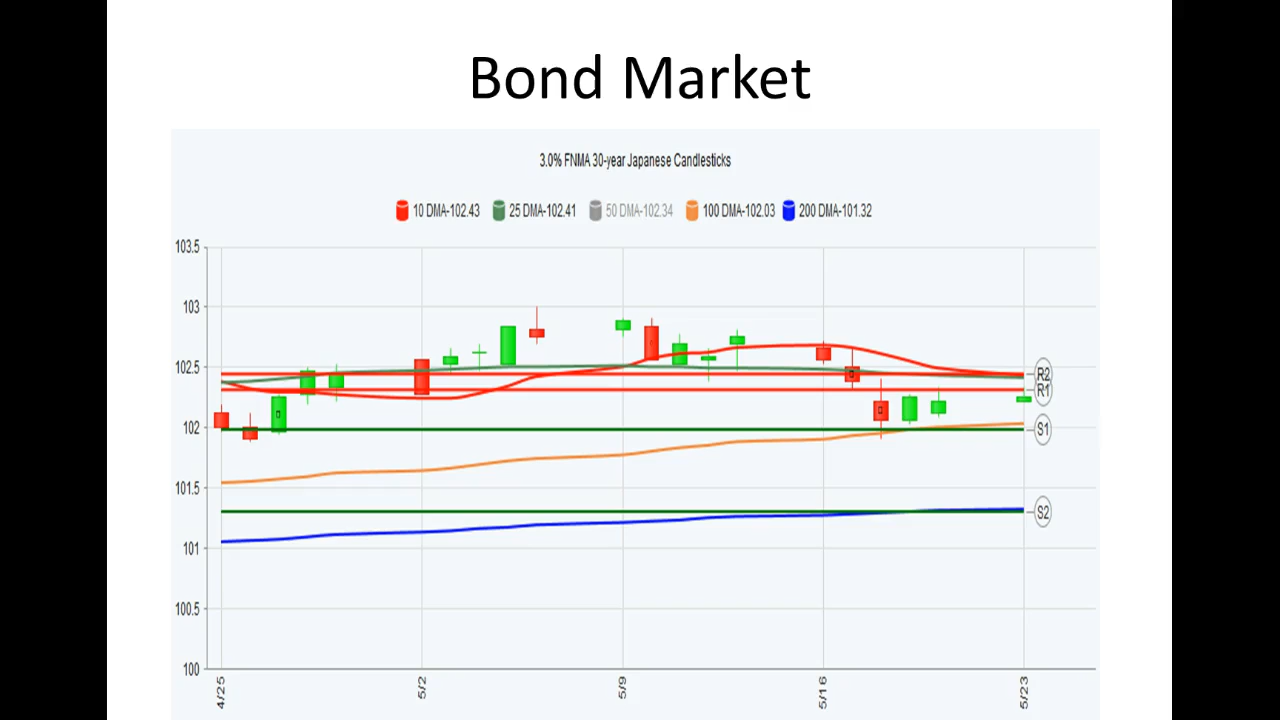 Bond Market
3.0% FNMA 30-year Japanese Candlesticks
10 DMA-102.43 25 DMA-102.41 50 DMA-102.34 100 DMA-102.03 200 DMA-101.32
103.5
103
102.5
R2
R1
102
S1
101.5
S2
101
100.5
100
4/25 5/2 5/9 5/16 5/23